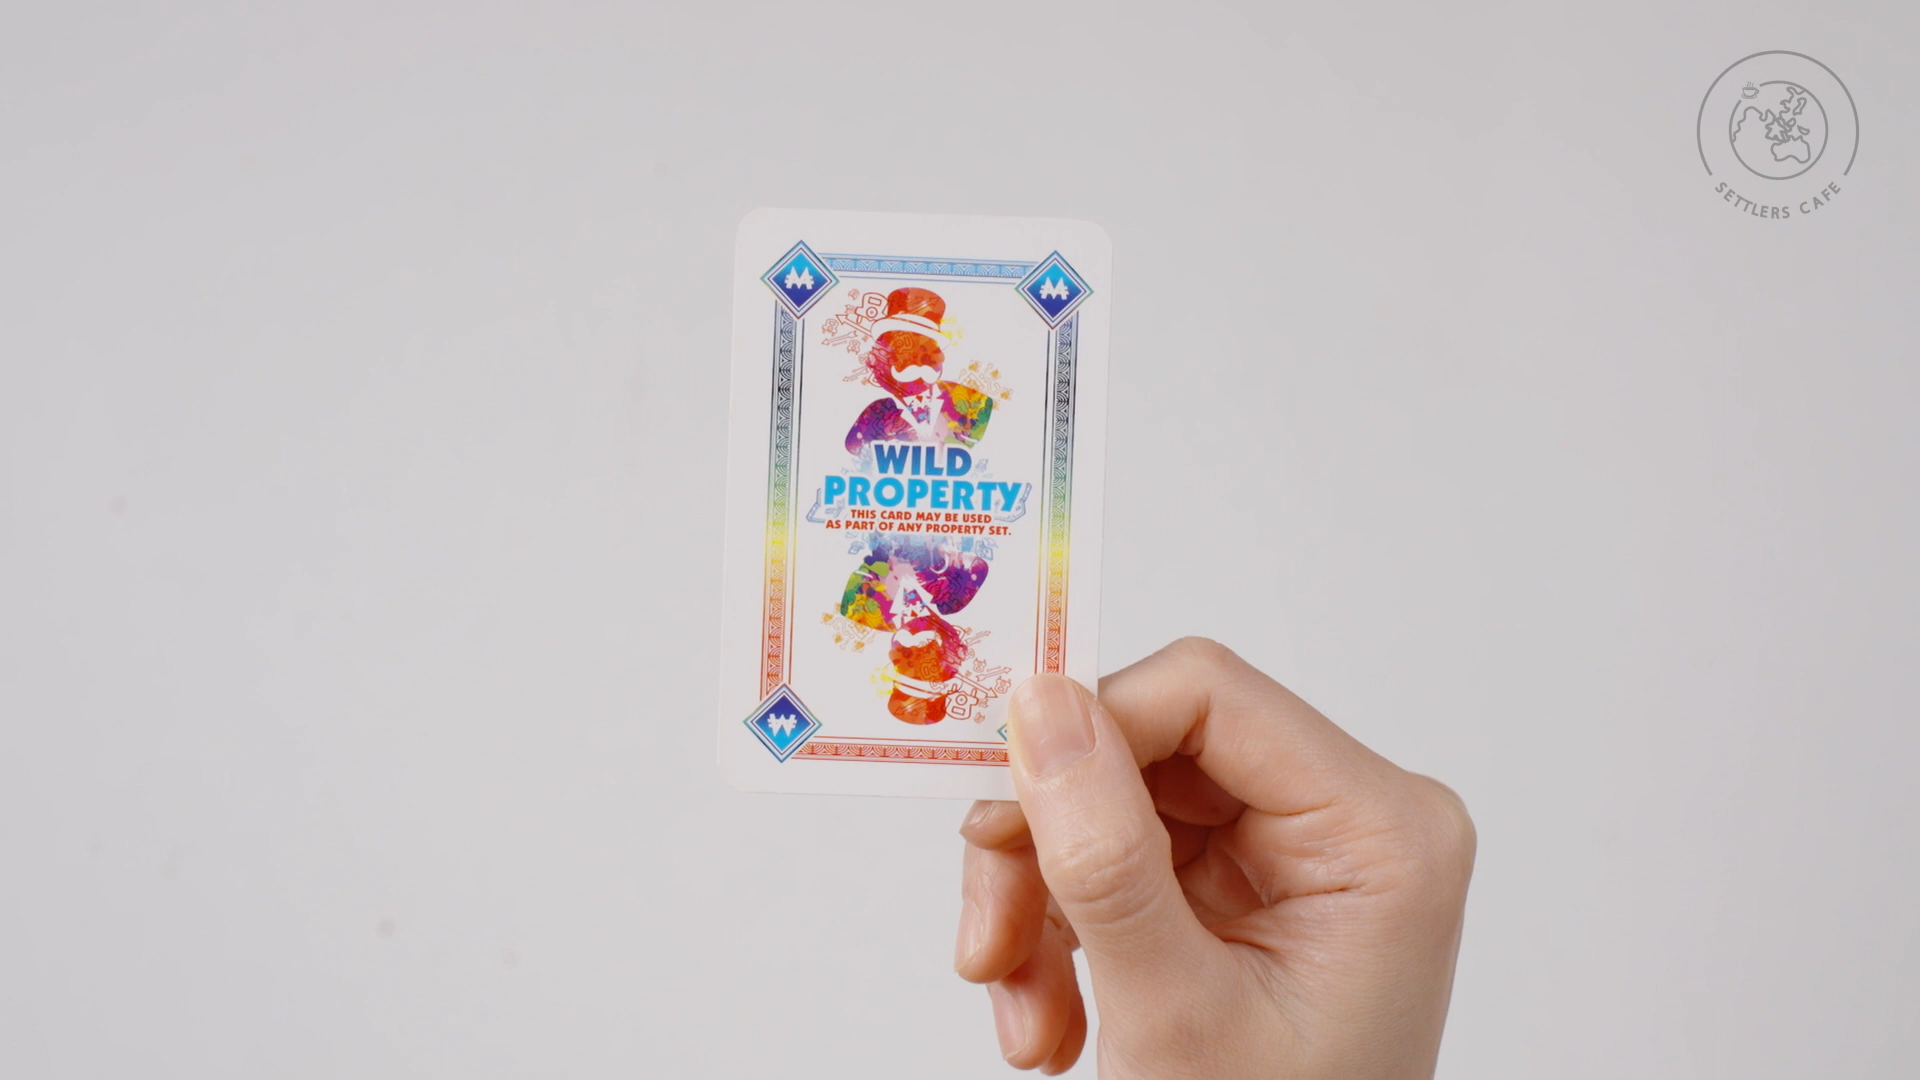 SETTLERS CAFE
WILD
PROPERTY
THIS CARD MAY BE USED
AS PART OF ANY PROPERTY SET.